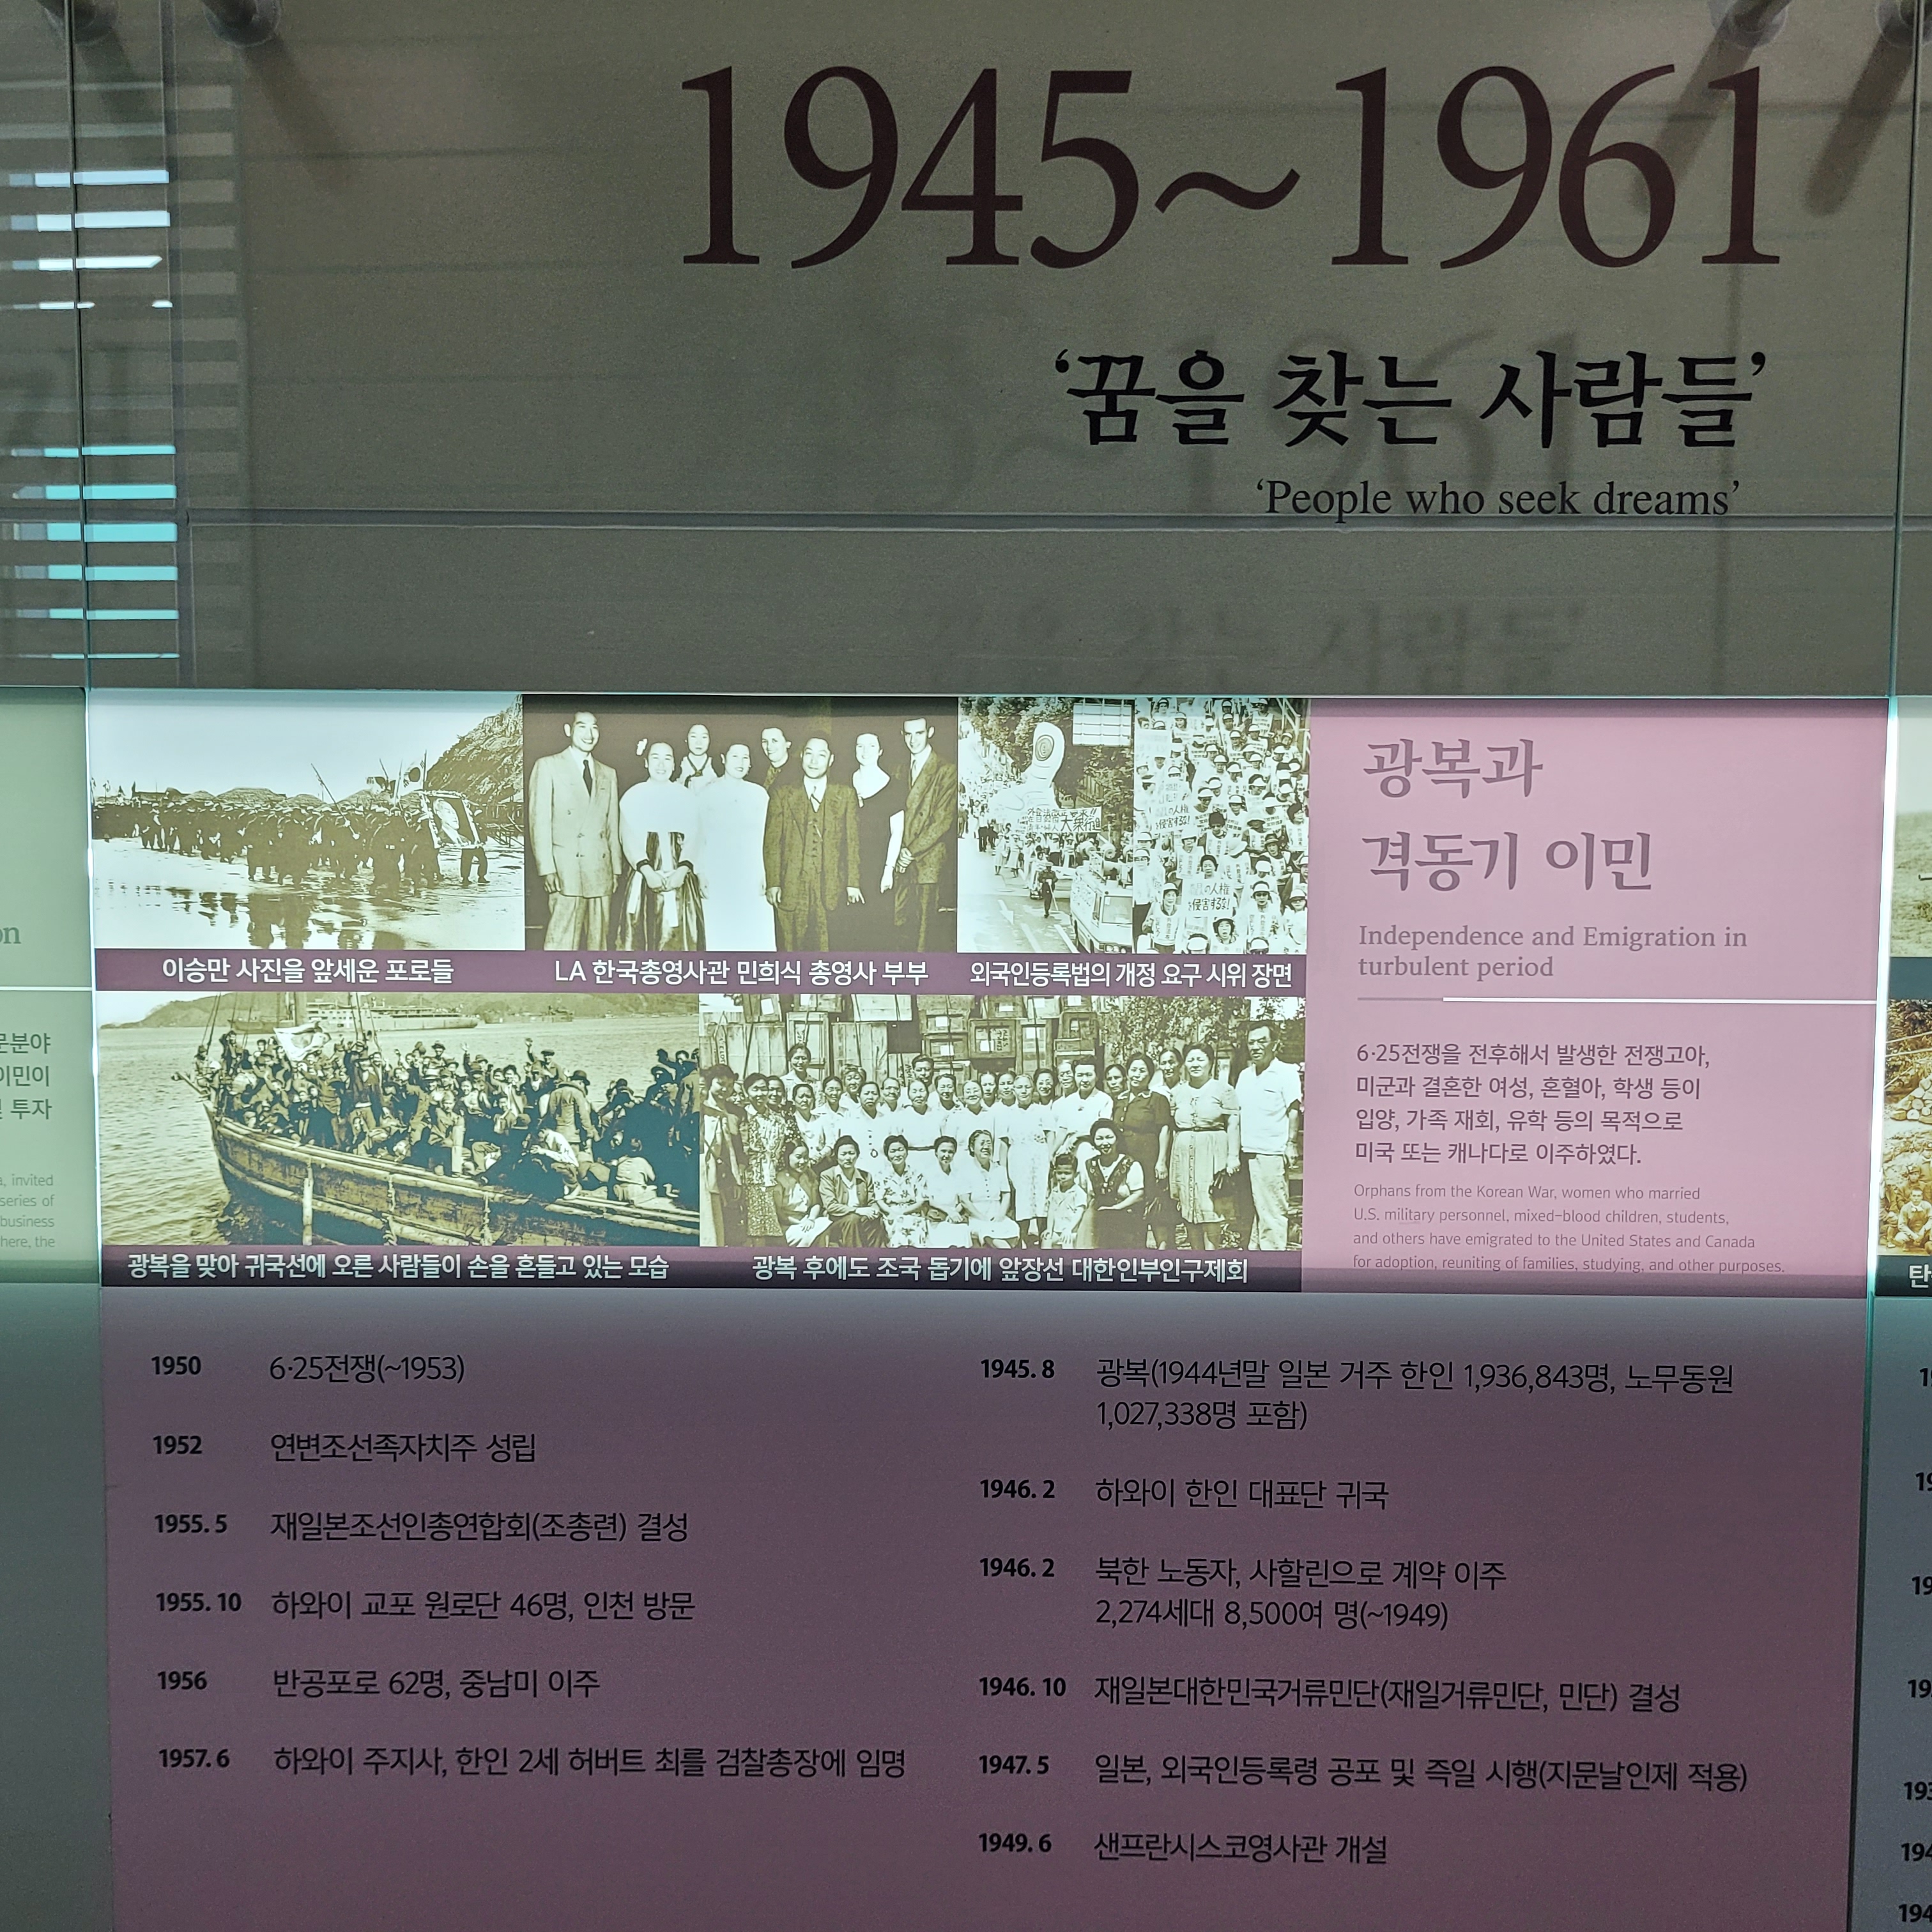 1945~1961
‘꿈을 찾는 사람들’
‘People who seek dreams’
이승만 사진을 앞세운 포로들
LA 한국총영사관 민희식 총영사 부부
외국인등록법의 개정 요구 시위 장면
광복을 맞아 귀국선에 오른 사람들이 손을 흔들고 있는 모습
광복 후에도 조국 돕기에 앞장선 대한인부인구제회
광복과
격동기 이민
Independence and Emigration in
turbulent period
6·25전쟁을 전후해서 발생한 전쟁고아,
미군과 결혼한 여성, 혼혈아, 학생 등이
입양, 가족 재회, 유학 등의 목적으로
미국 또는 캐나다로 이주하였다.
Orphans from the Korean War, women who married
U.S. military personnel, mixed-blood children, students,
and others have emigrated to the United States and Canada
for adoption, reuniting of families, studying, and other purposes.
1950 6·25전쟁(~1953)
1952 연변조선족자치주 성립
1955. 5 재일본조선인총연합회(조총련) 결성
1955. 10 하와이 교포 원로단 46명, 인천 방문
1956 반공포로 62명, 중남미 이주
1957. 6 하와이 주지사, 한인 2세 허버트 최를 검찰총장에 임명
1945. 8 광복(1944년말 일본 거주 한인 1,936,843명, 노무동원
1,027,338명 포함)
1946. 2 하와이 한인 대표단 귀국
1946. 2 북한 노동자, 사할린으로 계약 이주
2,274세대 8,500여 명(~1949)
1946. 10 재일본대한민국거류민단(재일거류민단, 민단) 결성
1947. 5 일본, 외국인등록령 공포 및 즉일 시행(지문날인제 적용)
1949. 6 샌프란시스코영사관 개설
on
문분야
이민이
투자
invited
series of
business
here, the